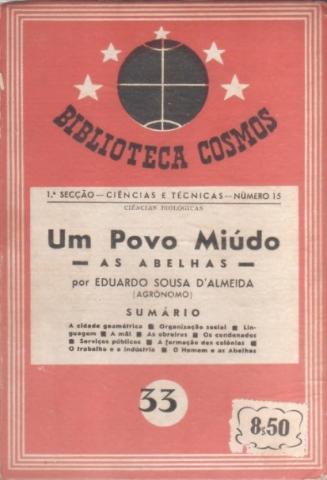 BIBLIOTECA COSMOS
1.ª SECÇÃO — CIÊNCIAS E TÉCNICAS — NÚMERO 15
CIÊNCIAS BIOLÓGICAS
Um Povo Miúdo
— AS ABELHAS —
por EDUARDO SOUSA D'ALMEIDA
(AGRÓNOMO)
SUMÁRIO
A cidade geométrica ■ Organização social ■ Lin-
guagem ■ A mãi ■ As obreiras ■ Os condenados
■ Serviços públicos ■ A formação das colónias ■
O trabalho e a indústria ■ O Homem e as Abelhas
33
8$50